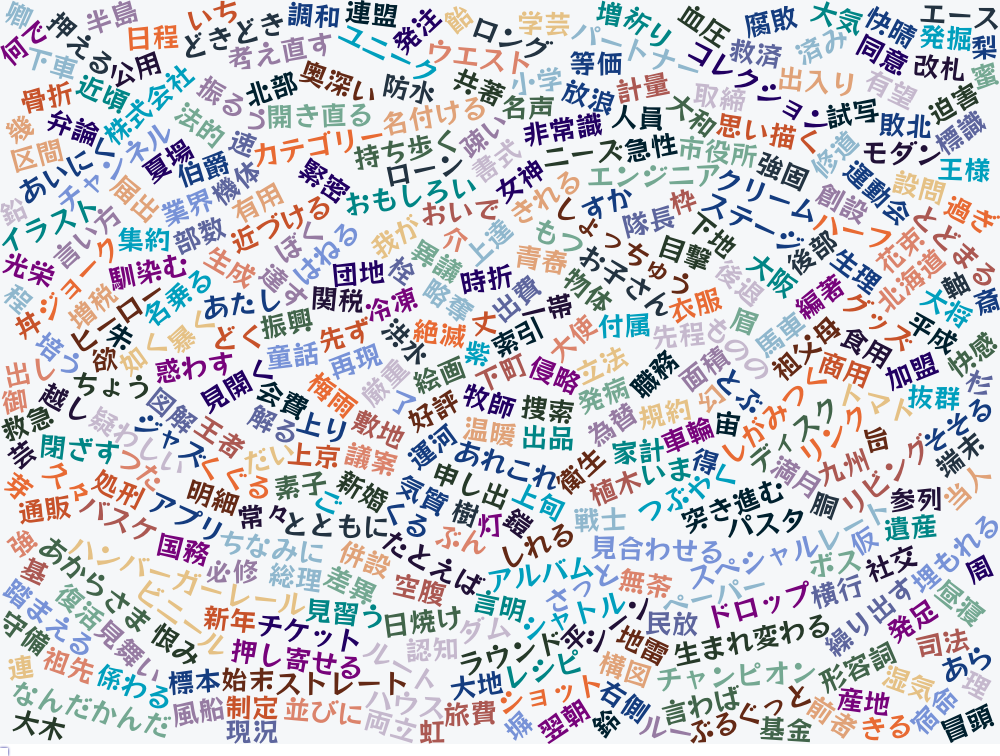 卿 半島 いち 調和 連盟 発注 飴 ロング 学芸 増祈り 血圧 腐敗 大気 快晴 エース
何で 押える 日程 どきどき ユニーク ウエスト パートナー 救済 済み 同意 発掘 梨
下車 公用 考え直す コレクション 出入り 改札
骨折 近頃 株式会社 振る 北部 奥深い 防水 共著 小学 等価 放浪 計量 取締 有望 蜜
幾 弁論 法的 開き直る 名付ける 名声 非常識 人員 大和 思い描く 試写 敗北 迫害 標識
区間 あいにく チャンネル 夏場 速 カテゴリー 持ち歩く 疎い 書式 ニーズ 急性 市役所 強固 修道 モダン 王様
鉛 伯爵 機体 緊密 ローン 女神 エンジニア クリーム 運動会 設問
イラスト 届出 業界 有用 おもしろい きれる すか 枠 ステージ 創設 過ぎ
言い方 集約 部数 近づける ぼく はねる 我が おいで しょっちゅう 隊長 下地 ハーフ とどまる
光栄 ジョーク 馴染む 生成 達す 団地 介 上達 もつ お子さん 目撃 後部 花束
程 増税 名乗る 関税 冷凍 異議 時折 青春 物体 後退 大阪 生理 北海道 軸
丼 ヒーロー あたし 略奪 出費 一帯 衣服 編著 グッズ 大将 斎
朱 暴く どく 振興 先ず 洪水 絶滅 丈 索引 大使 付属 先程 眉 馬車 祖父母 平成
培う 欲 知く 惑わす 童話 再現 紫 立法 職務 面積 ものの 食用 快感
出し ちょう 見開く 厳重 絵画 下町 侵略 発病 幻 とぶ 商用 加盟 杉
御 越し 図解 会費 梅雨 了 好評 牧師 捜索 為替 規約 宙 しがみつく トマト 抜群
救急 疑わしい ジャズ 王者 解る 上り 敷地 運河 温暖 出品 家計 車輪 ディスク リンク 台 そそる
芸 閉ざす つた くぐる だい 上京 議案 あれこれ 衛生 植木 いま 得 満月 九州 リビング 端末
芽 久々 処刑 明細 素子 新婚 気質 申し出 上旬 つぶやく 突き進む 胴 当人
通販 バスケ アプリ 常々 ご くる 樹 灯 鎧 戦士 パスタ 参列
強 国務 ちなみに とともに たとえば ぶん しれる 見合わせる スペシャル レート 仮 遺産
基 あからさま ハンバーガー 必修 総理 併設 差異 空腹 アルバム さっと 無茶 ペーパー ボス 社交 埋もれる 周
踏まえる 復活 ビニール レール 見習う 日焼け 言明 シャトル ドロップ 横行 繰り出す 何寝
守備 見舞い 恨み 新年 チケット 認知 ダム ラウンド 手 シーン 民放 地雷 生まれ変わる 発足 司法
連 祖先 係わる 押し寄せる ルー 大地 レシピ 構図 チャンピオン 形容詞 湿気 あら
なんだかんだ 標本 始末 ストレート ハウス 人 ショット 右側 言わば 産地 宿命 理
大木 風船 制定 並びに 現況 両立 虹 旅費 塀 翌朝 鈴 ルー ぶる ぐっと 基金 前者 きる 冒頭